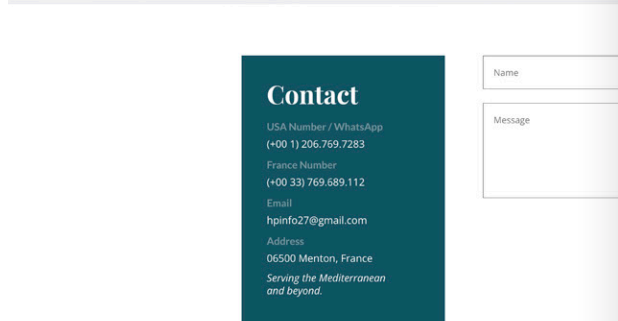 Contact
USA Number / WhatsApp
(+00 1) 206.769.7283
France Number
(+00 33) 769.689.112
Email
hpinfo27@gmail.com
Address
06500 Menton, France
Serving the Mediterranean
and beyond.
Name
Message